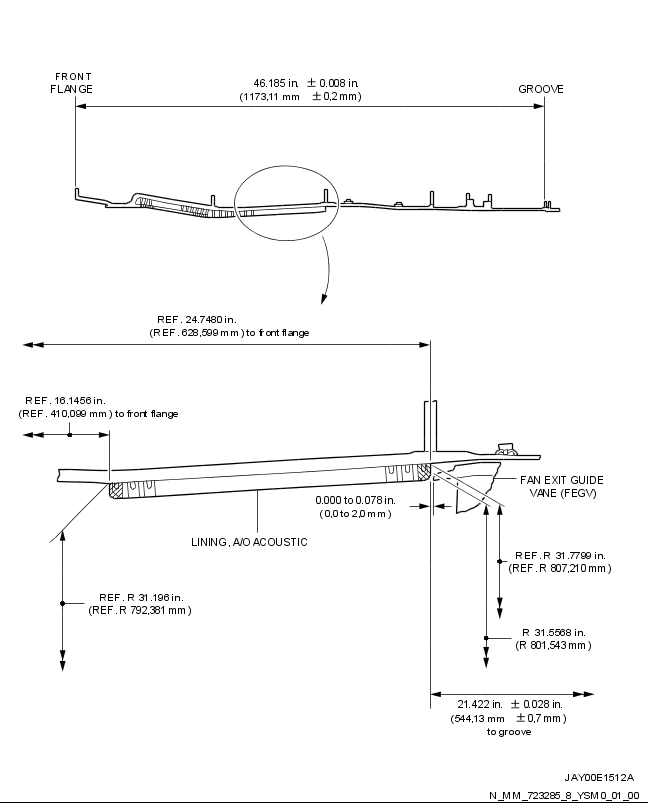 FRONT
FLANGE
46.185 in. ± 0.008 in.
(1173,11 mm ± 0,2 mm)
GROOVE
REF. 24.7480 in.
(REF. 628,599 mm) to front flange
REF. 16.1456 in.
(REF. 410,099 mm) to front flange
FAN EXIT GUIDE
VANE (FEGV)
0.000 to 0.078 in.
(0,0 to 2,0 mm)
LINING, A/O ACOUSTIC
REF. R 31.7799 in.
(REF. R 807,210 mm)
REF. R 31.196 in.
(REF. R 792,381 mm)
R 31.5568 in.
(R 801,543 mm)
21.422 in. ± 0.028 in.
(544,13 mm ± 0,7 mm)
to groove
JAY00E1512A
N_MM_723285_8_YSM0_01_00